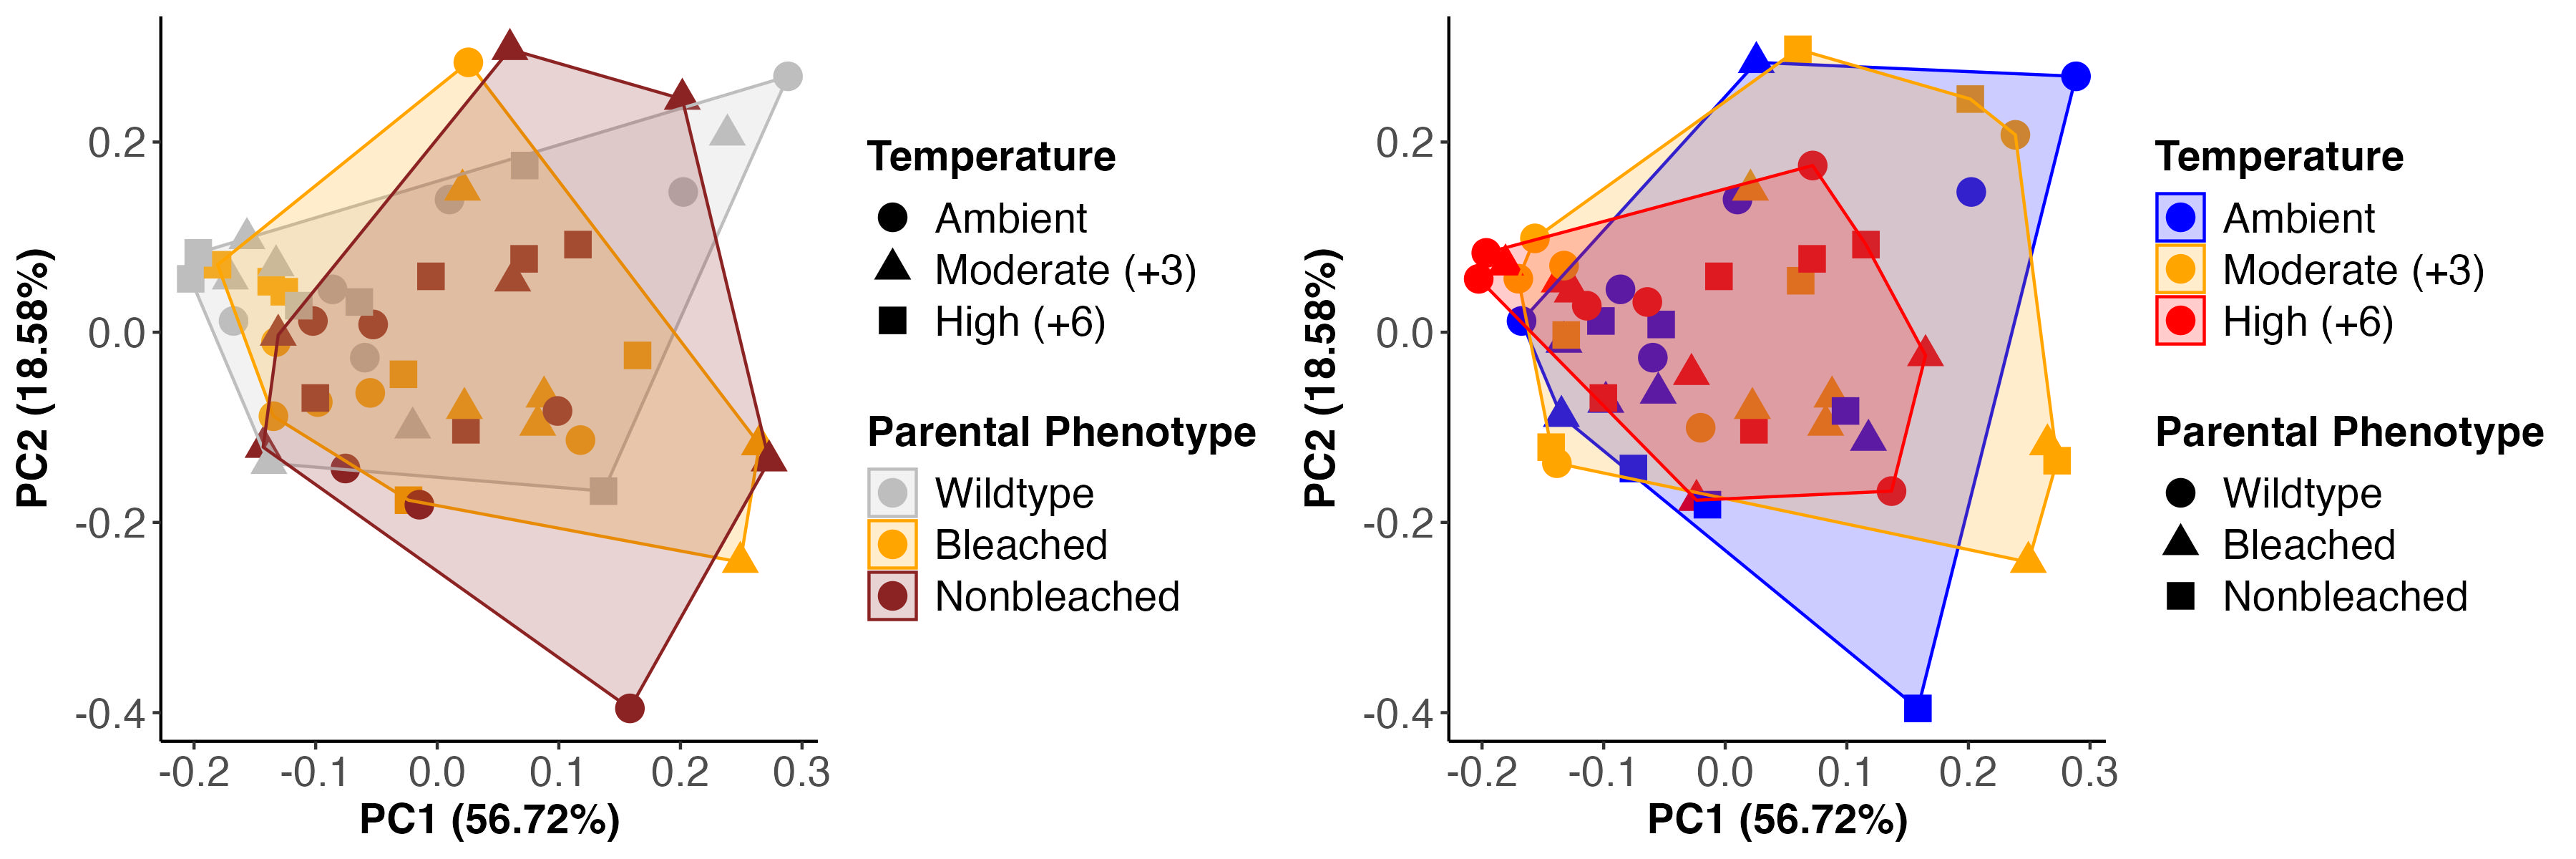 0.2
0.0
-0.2
-0.4
PC2 (18.58%)
-0.2 -0.1 0.0 0.1 0.2 0.3
PC1 (56.72%)
Temperature
Ambient
Moderate (+3)
High (+6)
Parental Phenotype
Wildtype
Bleached
Nonbleached
0.2
0.0
-0.2
-0.4
PC2 (18.58%)
-0.2 -0.1 0.0 0.1 0.2 0.3
PC1 (56.72%)
Temperature
Ambient
Moderate (+3)
High (+6)
Parental Phenotype
Wildtype
Bleached
Nonbleached